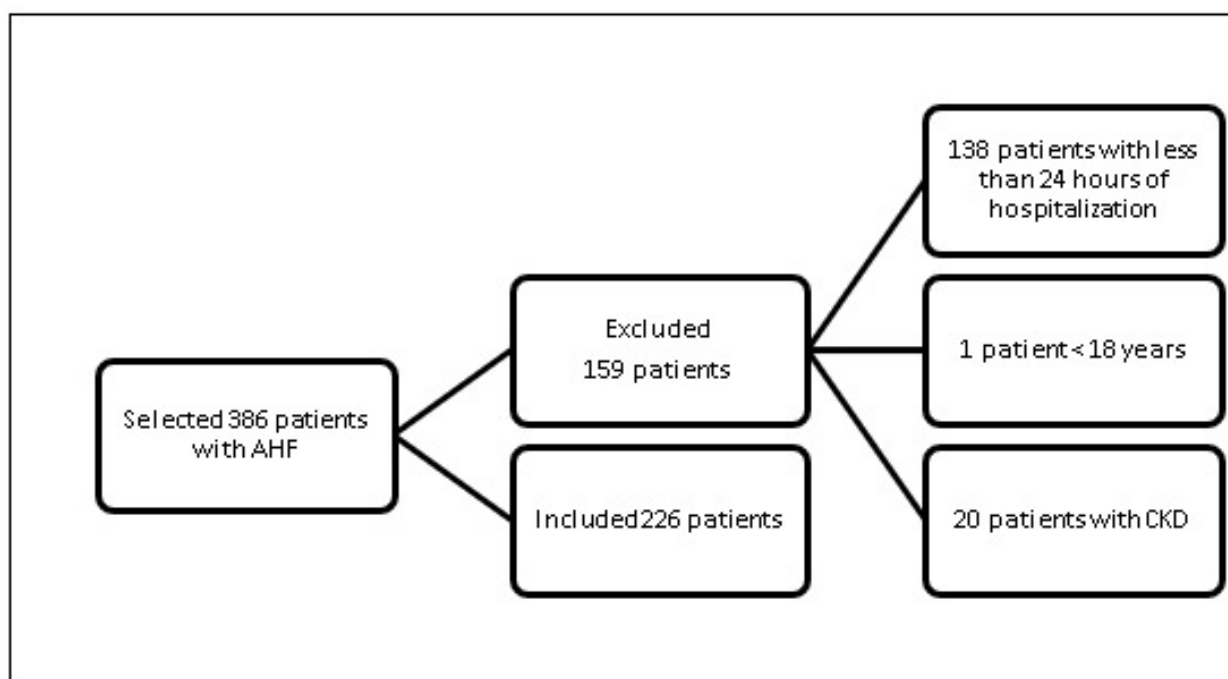 Selected 386 patients
with AHF
Excluded
159 patients
Included 226 patients
138 patients with less
than 24 hours of
hospitalization
1 patient < 18 years
20 patients with CKD